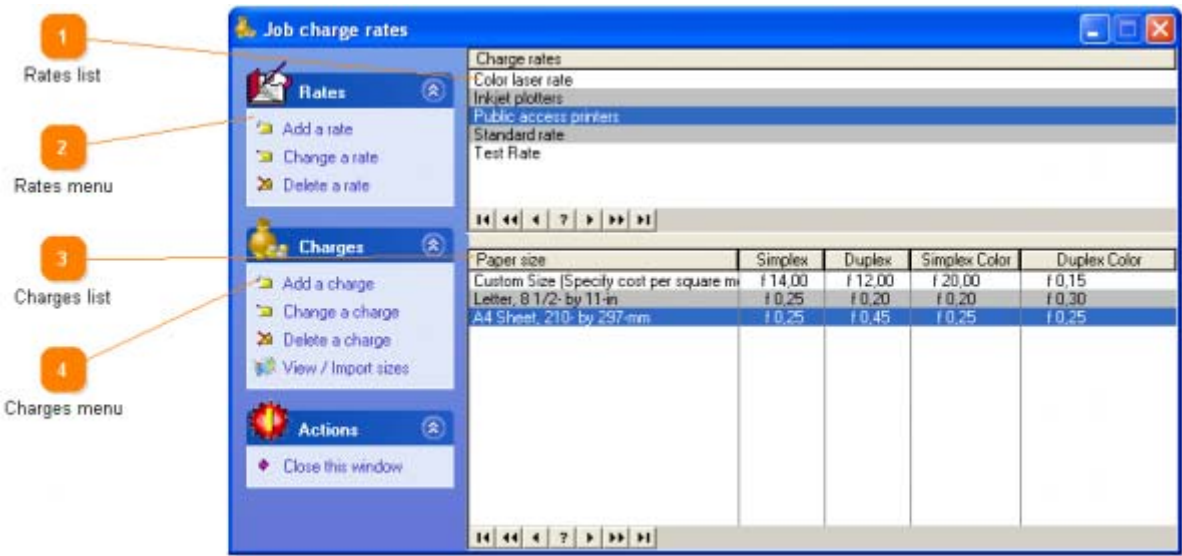 1
Rates list
2
Rates menu
3
Charges list
4
Charges menu
Job charge rates
Rates
Add a rate
Change a rate
Delete a rate
Charges
Add a charge
Change a charge
Delete a charge
View / Import sizes
Actions
Close this window
Charge rates
Color laser rate
Inkjet plotters
Public access printers
Standard rate
Test Rate
?
Paper size Simplex Duplex Simplex Color Duplex Color
Custom Size (Specify cost per square m f 14,00 f 12,00 f 20,00 f 0,15
Letter, 8 1/2- by 11-in f 0,25 f 0,20 f 0,20 f 0,30
A4 Sheet, 210- by 297-mm f 0,25 f 0,45 f 0,25 f 0,25
?